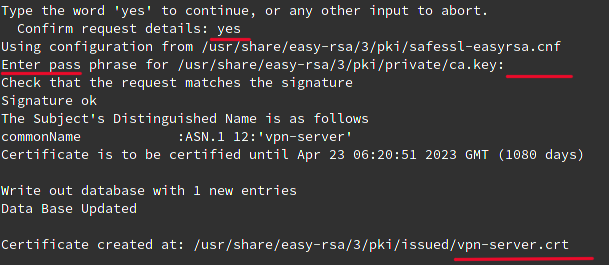 Type the word 'yes' to continue, or any other input to abort.
Confirm request details: yes
Using configuration from /usr/share/easy-rsa/3/pki/safessl-easyrsa.cnf
Enter pass phrase for /usr/share/easy-rsa/3/pki/private/ca.key:
Check that the request matches the signature
Signature ok
The Subject's Distinguished Name is as follows
commonName            :ASN.1 12:'vpn-server'
Certificate is to be certified until Apr 23 06:20:51 2023 GMT (1080 days)
Write out database with 1 new entries
Data Base Updated
Certificate created at: /usr/share/easy-rsa/3/pki/issued/vpn-server.crt